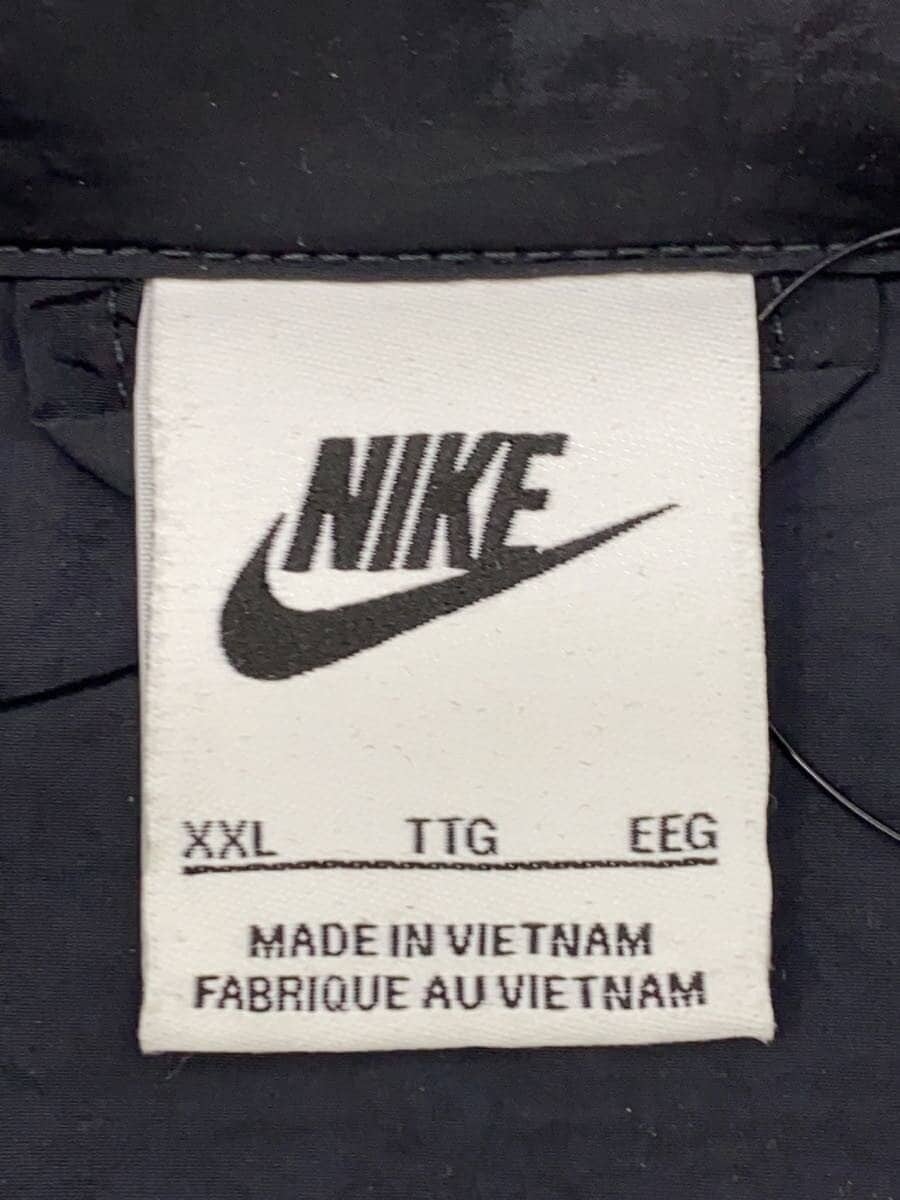 NIKE
XXL TTG EEG
MADE IN VIETNAM
FABRIQUE AU VIETNAM